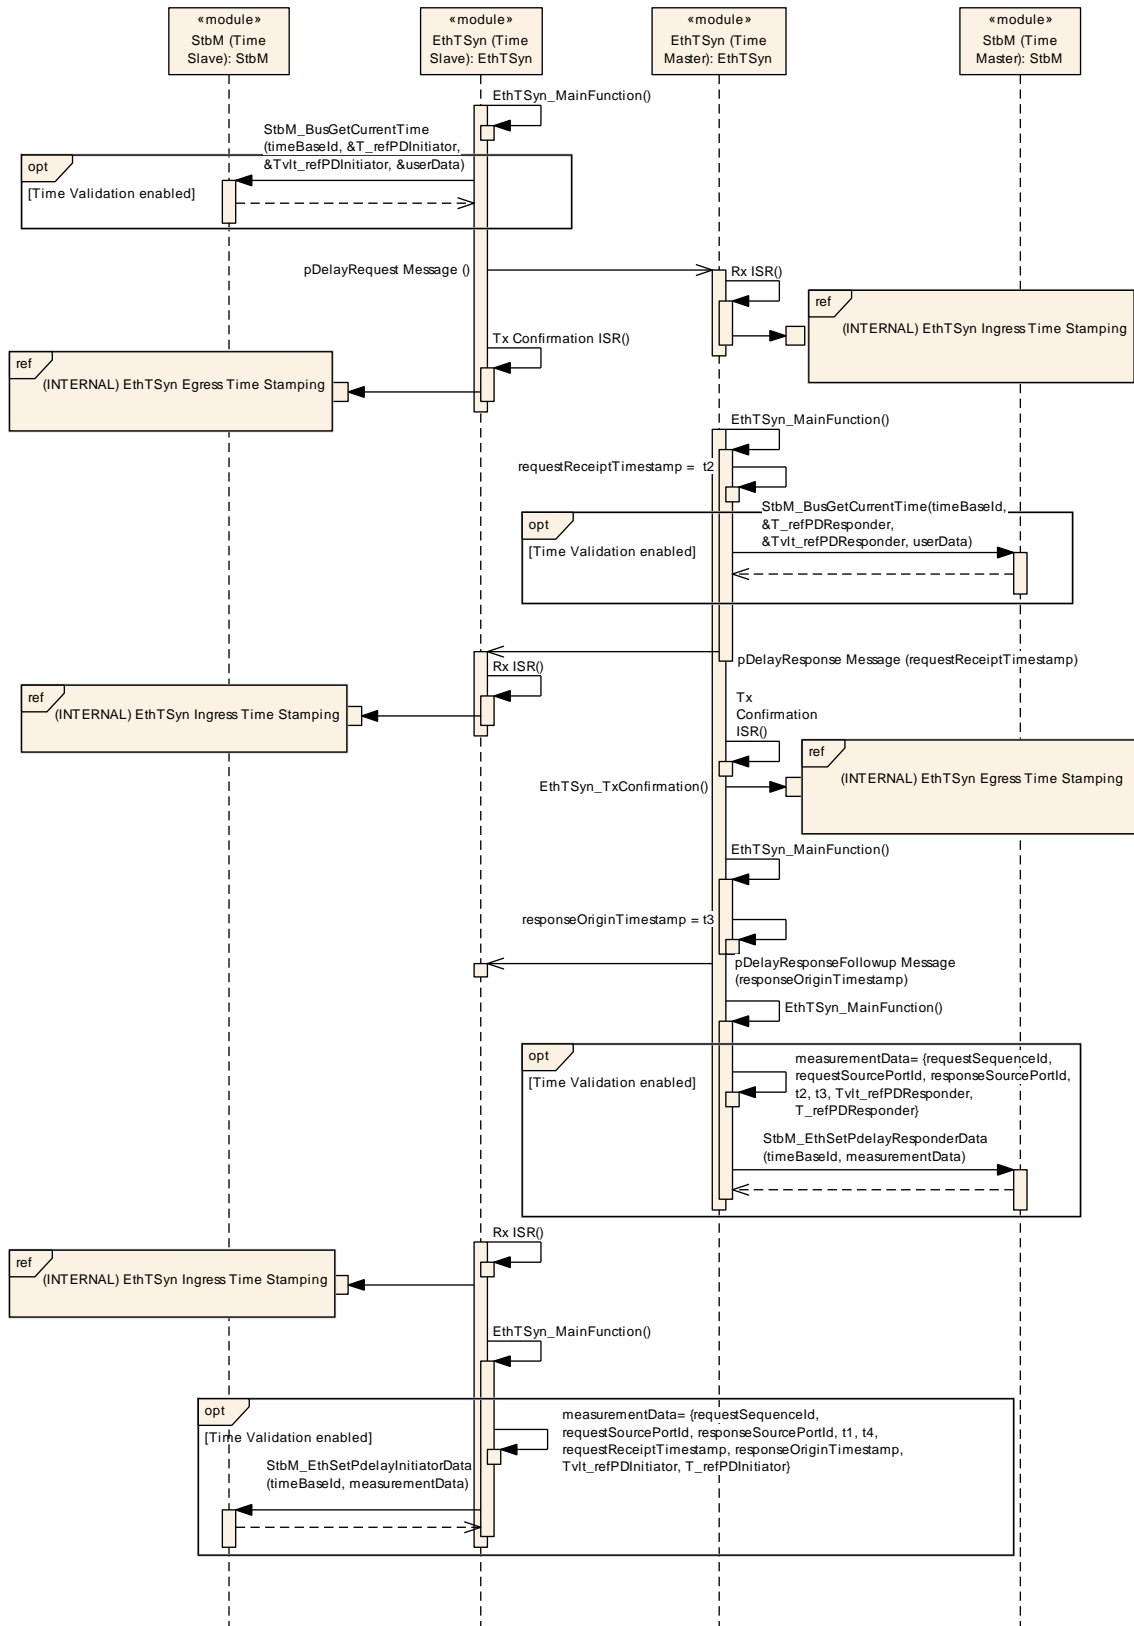 «module»
StbM (Time
Slave): StbM
«module»
EthTSyn (Time
Slave): EthTSyn
«module»
EthTSyn (Time
Master): EthTSyn
«module»
StbM (Time
Master): StbM
EthTSyn_MainFunction()
StbM_BusGetCurrentTime
(timeBaseId, &T_refPDInitiator,
&Tvlt_refPDInitiator, &userData)
opt
[Time Validation enabled]
pDelayRequest Message ()
Rx ISR()
ref
(INTERNAL) EthTSyn Ingress Time Stamping
Tx Confirmation ISR()
ref
(INTERNAL) EthTSyn Egress Time Stamping
EthTSyn_MainFunction()
requestReceiptTimestamp = t2
StbM_BusGetCurrentTime(timeBaseId,
&T_refPDResponder,
&Tvlt_refPDResponder, userData)
opt
[Time Validation enabled]
pDelayResponse Message (requestReceiptTimestamp)
Rx ISR()
ref
(INTERNAL) EthTSyn Ingress Time Stamping
Tx
Confirmation
ISR()
ref
(INTERNAL) EthTSyn Egress Time Stamping
EthTSyn_TxConfirmation()
EthTSyn_MainFunction()
responseOriginTimestamp = t3
pDelayResponseFollowup Message
(responseOriginTimestamp)
EthTSyn_MainFunction()
opt
[Time Validation enabled]
measurementData= {requestSequenceId,
requestSourcePortId, responseSourcePortId,
t2, t3, Tvlt_refPDResponder,
T_refPDResponder}
StbM_EthSetPdelayResponderData
(timeBaseId, measurementData)
Rx ISR()
ref
(INTERNAL) EthTSyn Ingress Time Stamping
EthTSyn_MainFunction()
opt
[Time Validation enabled]
measurementData= {requestSequenceId,
requestSourcePortId, responseSourcePortId, t1, t4,
requestReceiptTimestamp, responseOriginTimestamp,
Tvlt_refPDInitiator, T_refPDInitiator}
StbM_EthSetPdelayInitiatorData
(timeBaseId, measurementData)